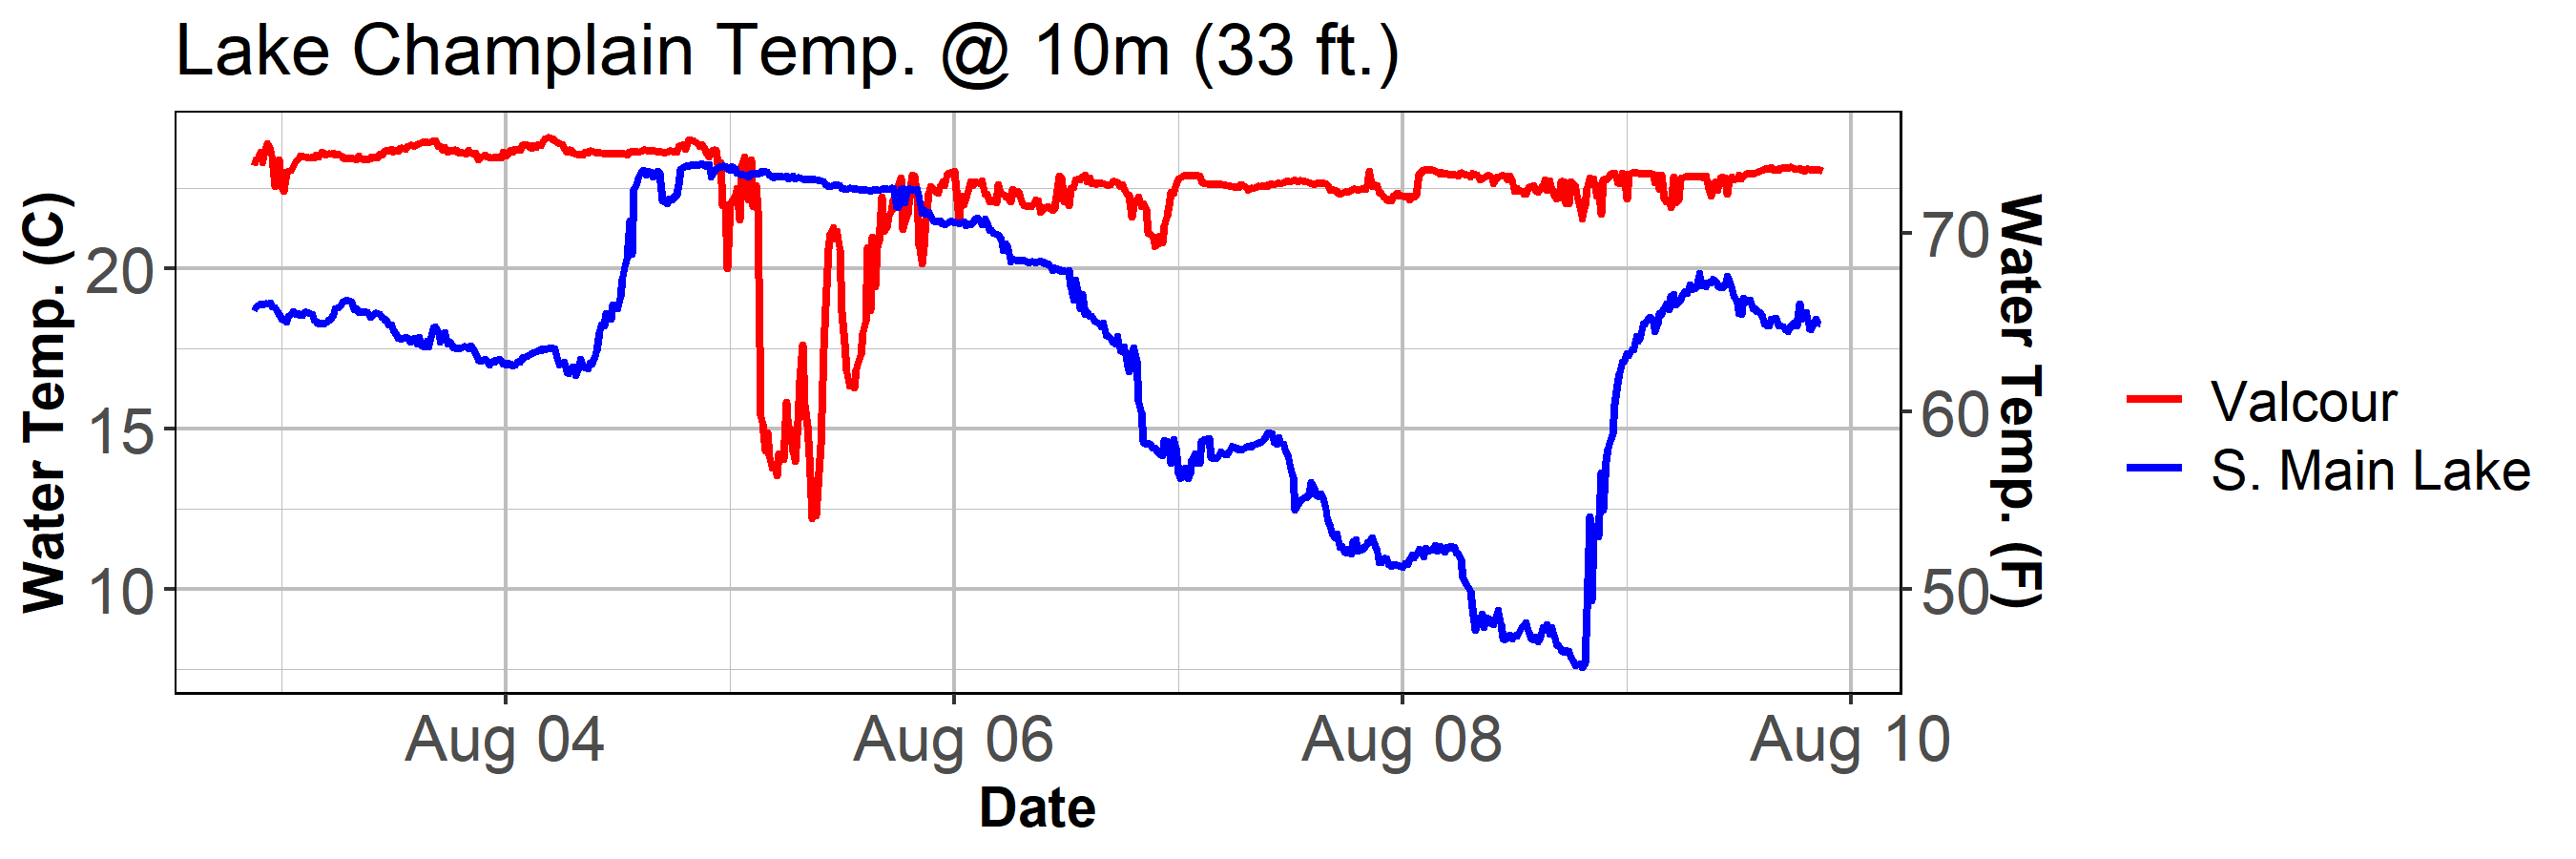 Lake Champlain Temp. @ 10m (33 ft.)
Water Temp. (C)
20
15
10
70
60
50
Water Temp. (F)
Valcour
S. Main Lake
Aug 04
Aug 06
Aug 08
Aug 10
Date